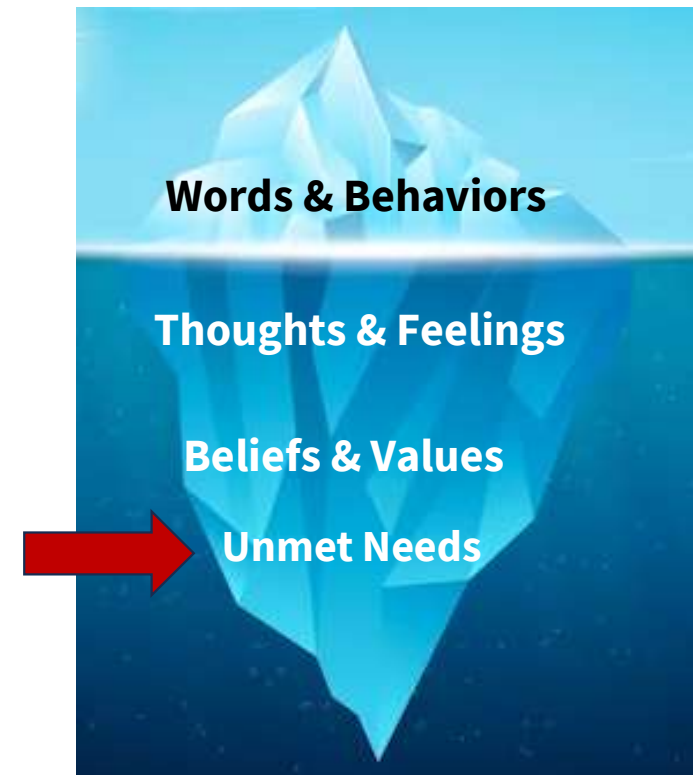 Words & Behaviors
Thoughts & Feelings
Beliefs & Values
Unmet Needs